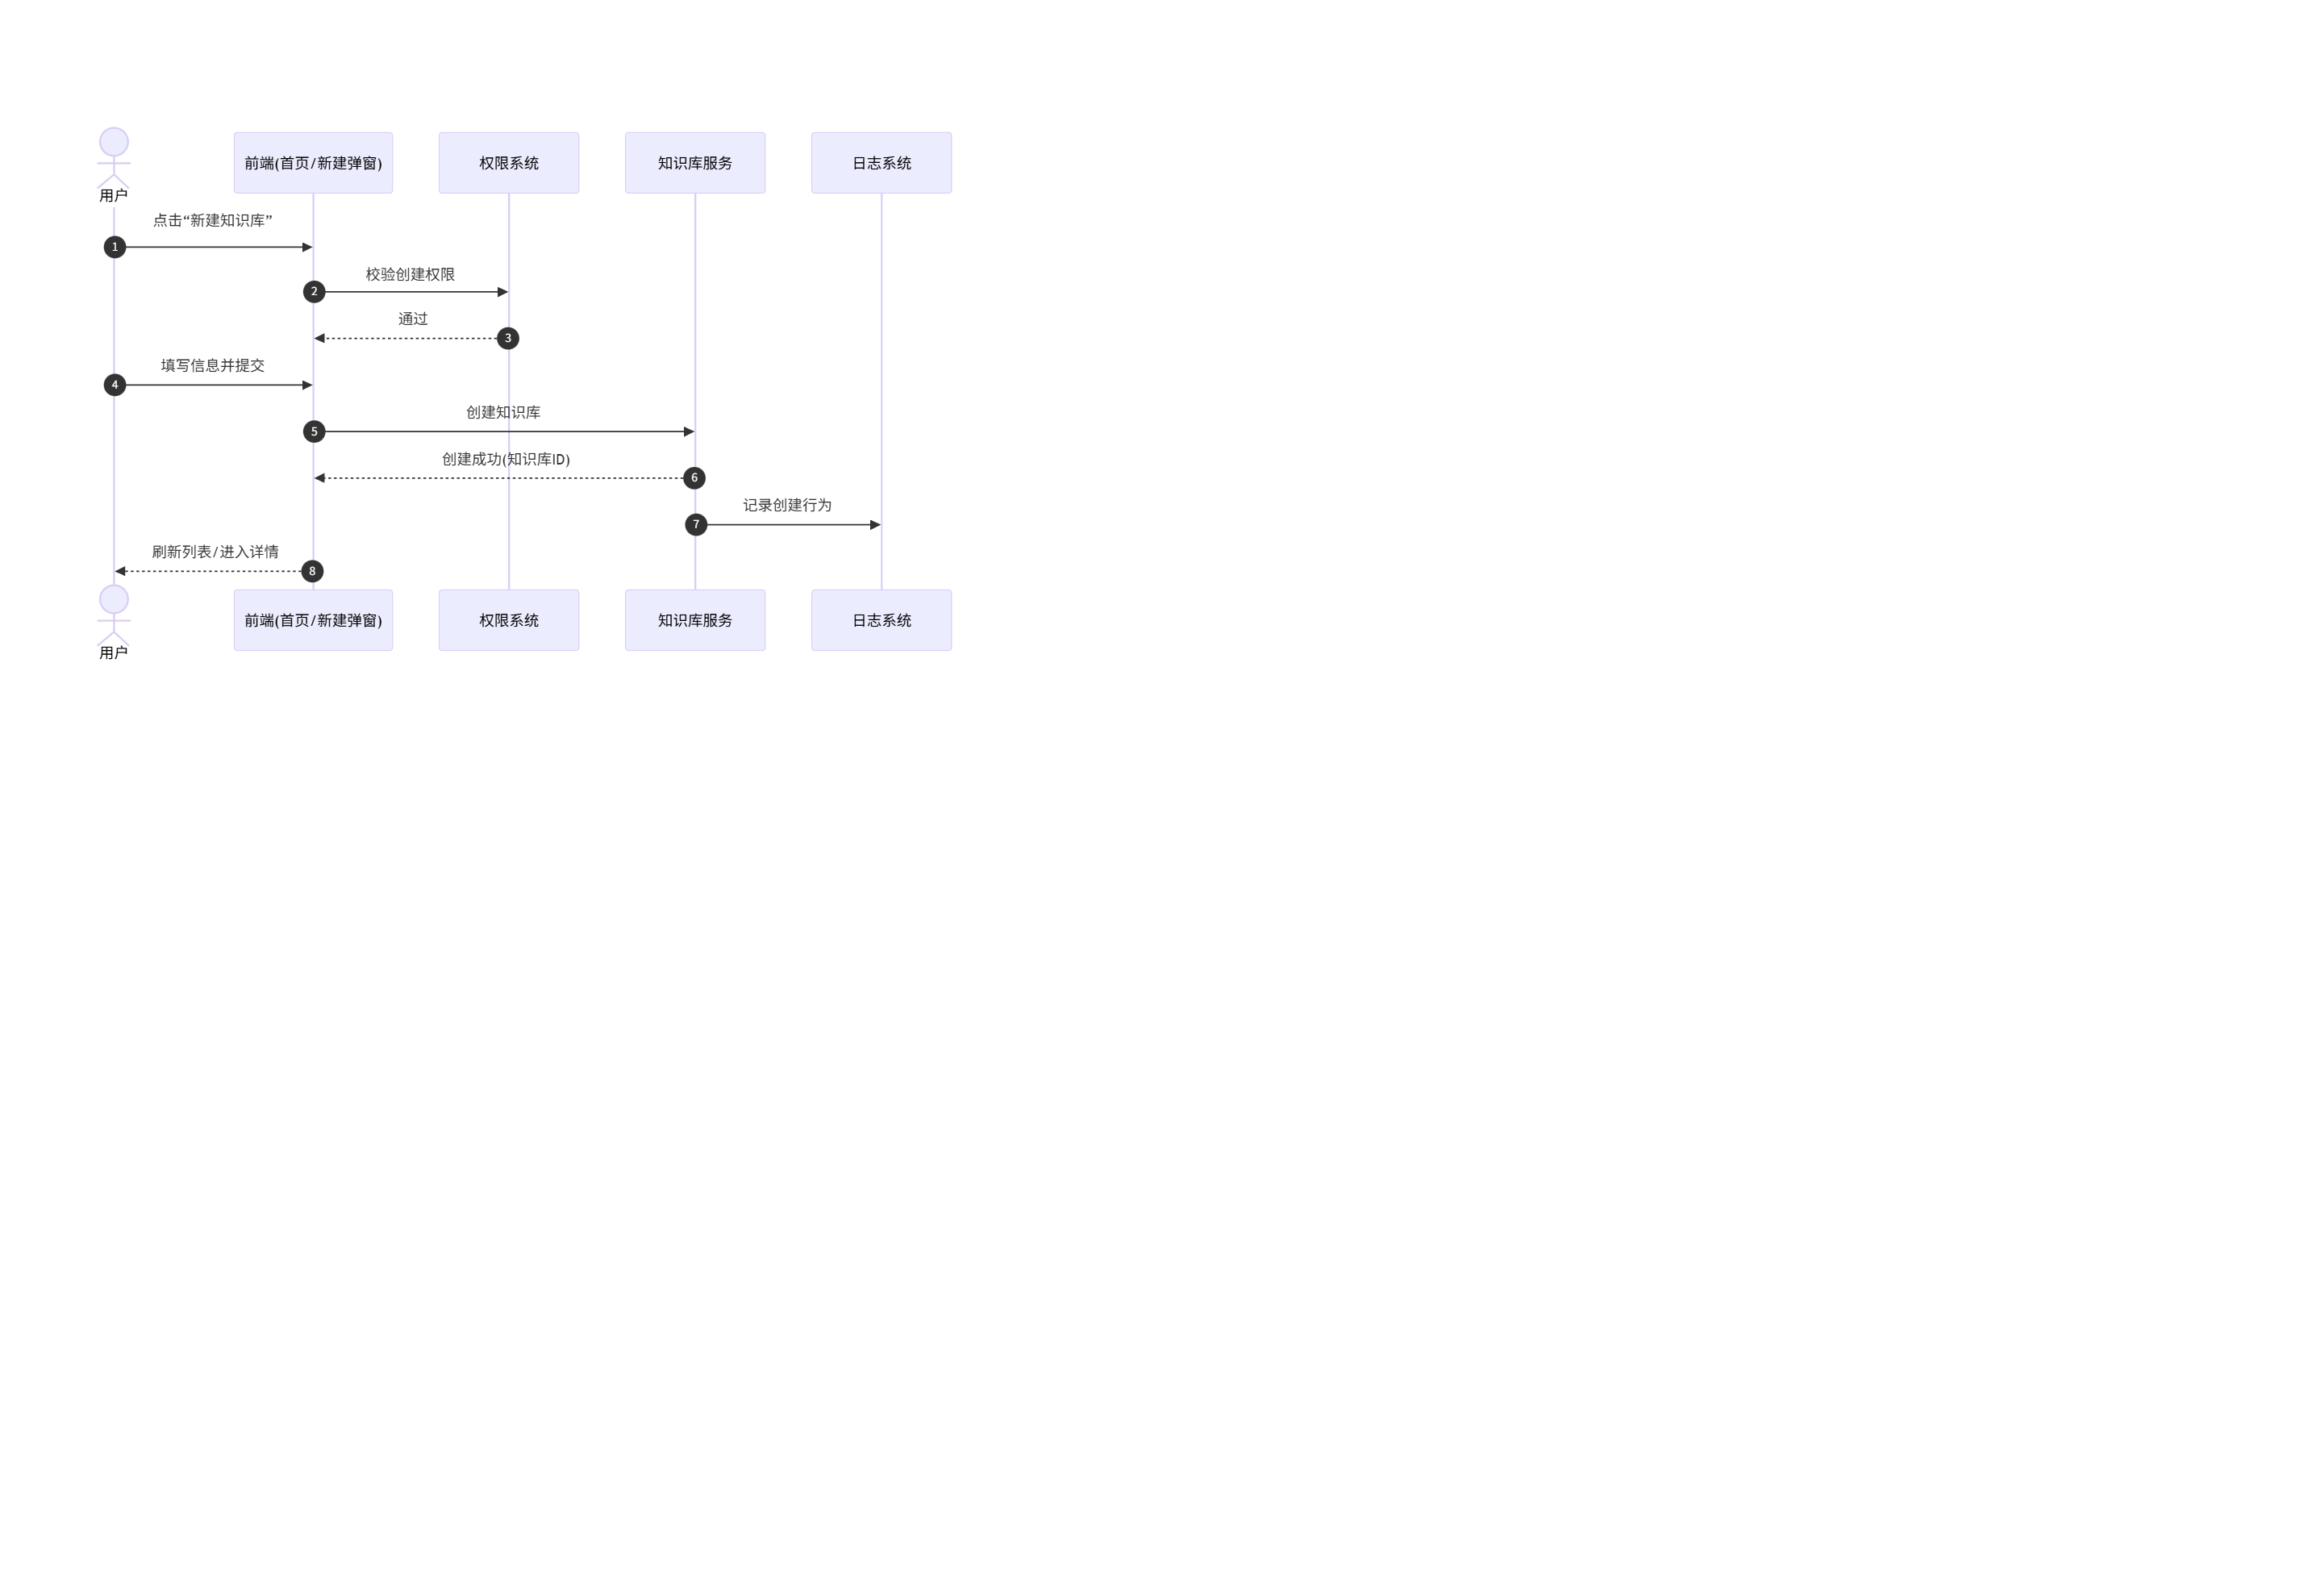 用户
前端(首页/新建弹窗)
权限系统
知识库服务
日志系统
点击“新建知识库”
1
校验创建权限
2
通过
3
填写信息并提交
4
创建知识库
5
创建成功(知识库ID)
6
记录创建行为
7
刷新列表/进入详情
8
用户
前端(首页/新建弹窗)
权限系统
知识库服务
日志系统